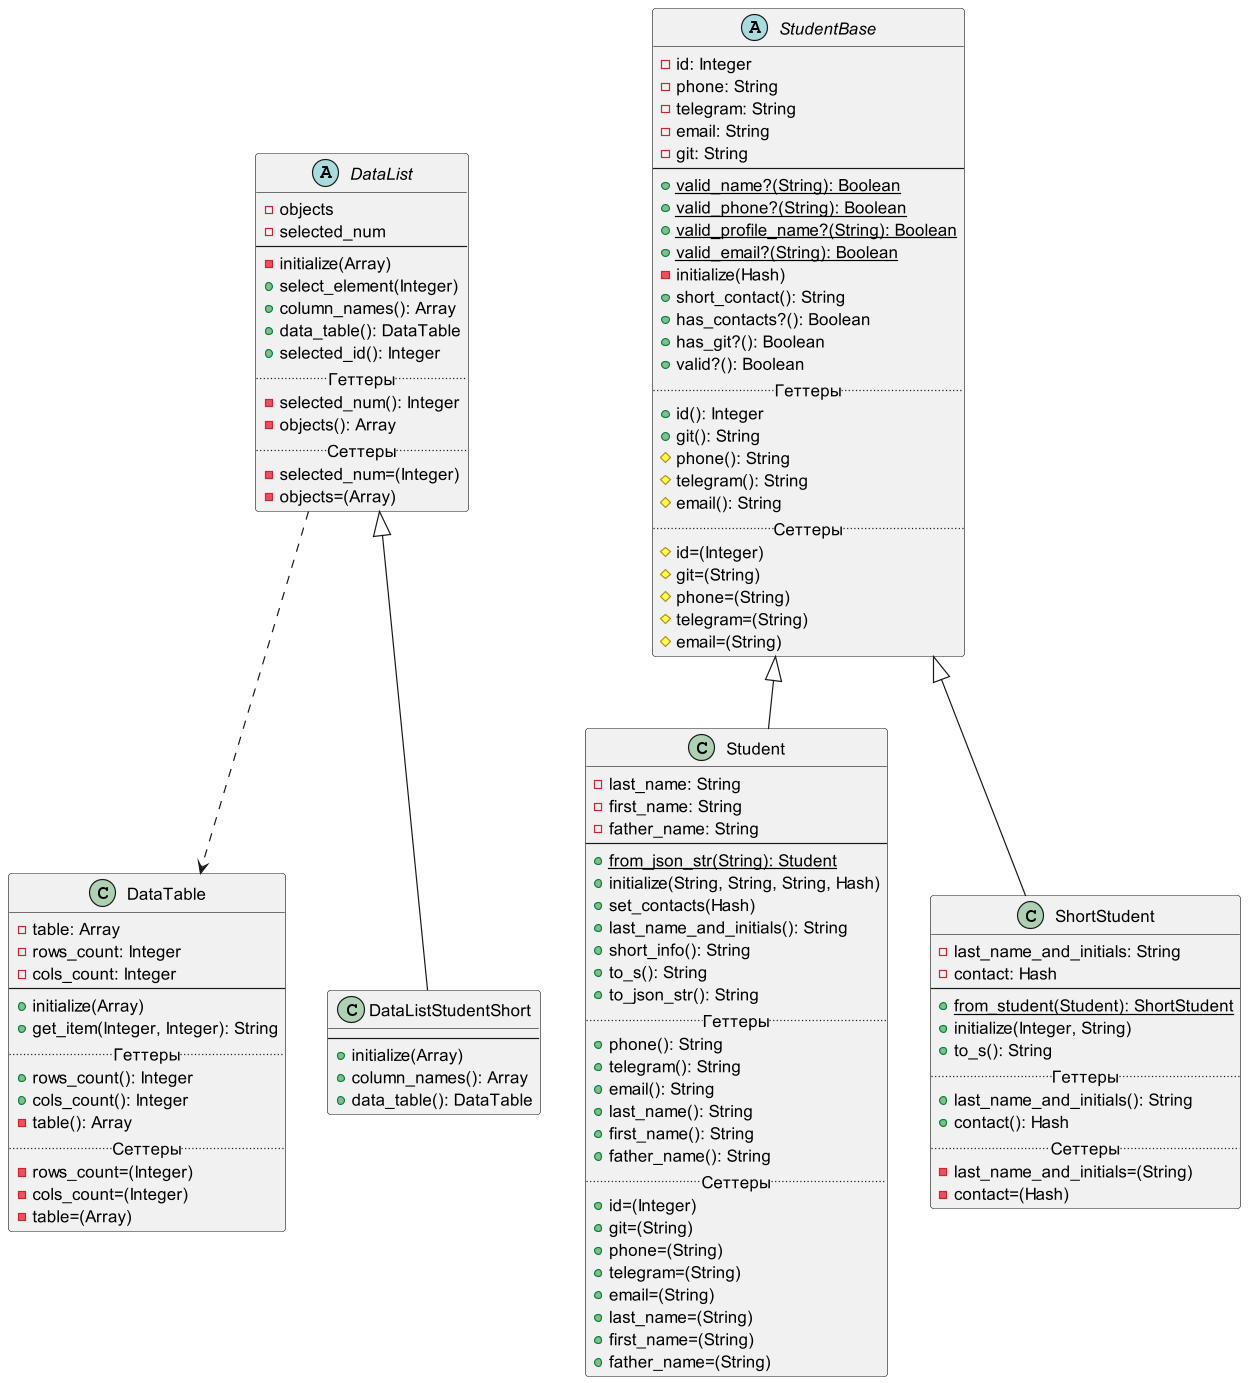 A StudentBase
id: Integer
phone: String
telegram: String
email: String
git: String
valid_name?(String): Boolean
valid_phone?(String): Boolean
valid_profile_name?(String): Boolean
valid_email?(String): Boolean
initialize(Hash)
short_contact(): String
has_contacts?(): Boolean
has_git?(): Boolean
valid?(): Boolean
Геттеры
id(): Integer
git(): String
phone(): String
telegram(): String
email(): String
Сеттеры
id=(Integer)
git=(String)
phone=(String)
telegram=(String)
email=(String)
A DataList
objects
selected_num
initialize(Array)
select_element(Integer)
column_names(): Array
data_table(): DataTable
selected_id(): Integer
Геттеры
selected_num(): Integer
objects(): Array
Сеттеры
selected_num=(Integer)
objects=(Array)
C DataTable
table: Array
rows_count: Integer
cols_count: Integer
initialize(Array)
get_item(Integer, Integer): String
Геттеры
rows_count(): Integer
cols_count(): Integer
table(): Array
Сеттеры
rows_count=(Integer)
cols_count=(Integer)
table=(Array)
C DataListStudentShort
initialize(Array)
column_names(): Array
data_table(): DataTable
C Student
last_name: String
first_name: String
father_name: String
from_json_str(String): Student
initialize(String, String, String, Hash)
set_contacts(Hash)
last_name_and_initials(): String
short_info(): String
to_s(): String
to_json_str(): String
Геттеры
phone(): String
telegram(): String
email(): String
last_name(): String
first_name(): String
father_name(): String
Сеттеры
id=(Integer)
git=(String)
phone=(String)
telegram=(String)
email=(String)
last_name=(String)
first_name=(String)
father_name=(String)
C ShortStudent
last_name_and_initials: String
contact: Hash
from_student(Student): ShortStudent
initialize(Integer, String)
to_s(): String
Геттеры
last_name_and_initials(): String
contact(): Hash
Сеттеры
last_name_and_initials=(String)
contact=(Hash)